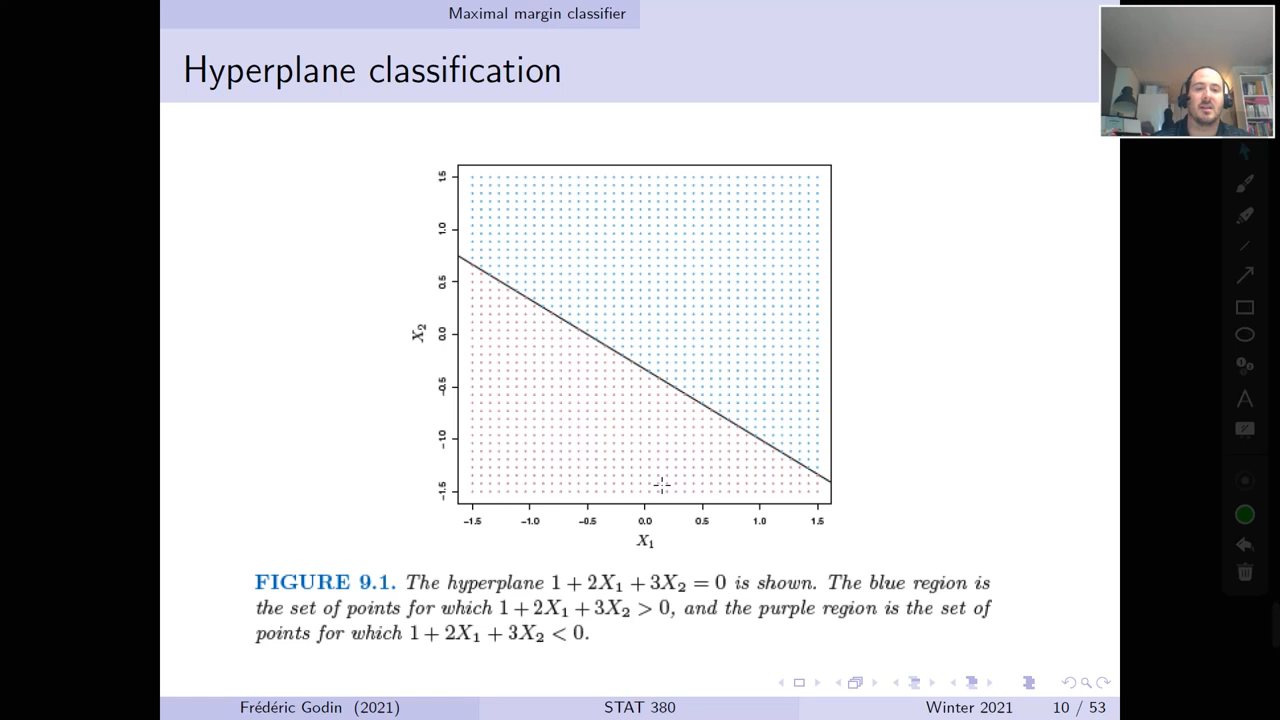 Maximal margin classifier
Hyperplane classification
1.5
1.0
0.5
0.0
−0.5
−1.0
−1.5
X₂
−1.5 −1.0 −0.5 0.0 0.5 1.0 1.5
X₁
FIGURE 9.1. The hyperplane 1 + 2X₁ + 3X₂ = 0 is shown. The blue region is
the set of points for which 1 + 2X₁ + 3X₂ > 0, and the purple region is the set of
points for which 1 + 2X₁ + 3X₂ < 0.
Frédéric Godin (2021) STAT 380 Winter 2021 10 / 53
A